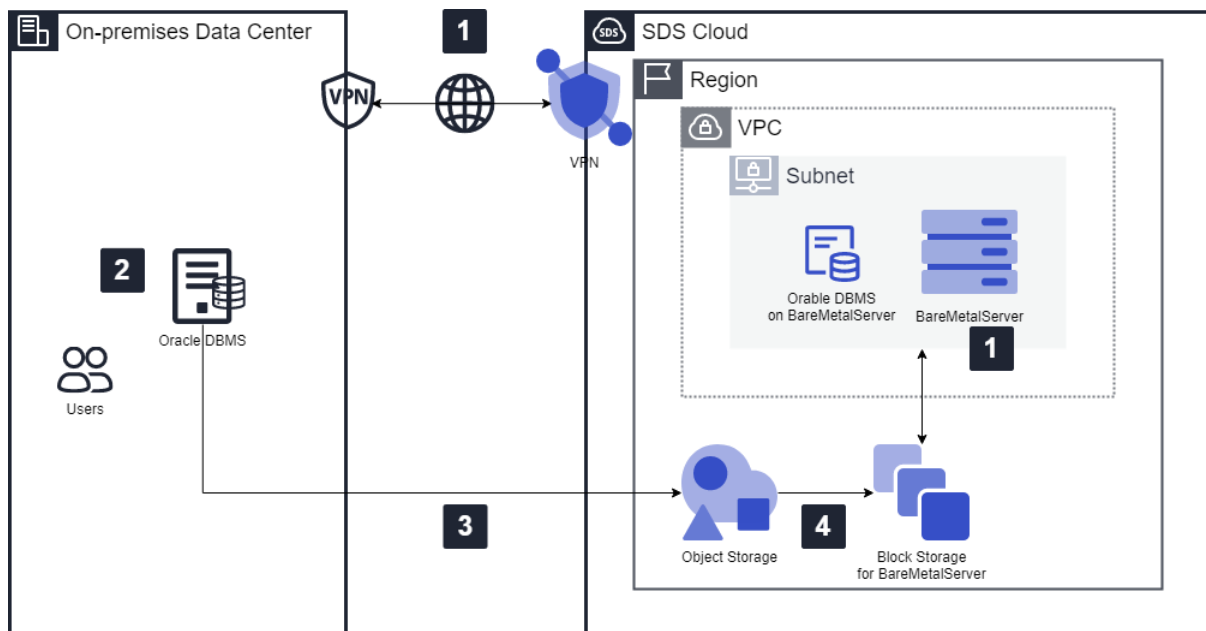 On-premises Data Center
1
SDS
SDS Cloud
Region
VPN
VPN
VPC
Subnet
2
Oracle DBMS
Orable DBMS
on BareMetalServer
BareMetalServer
1
Users
3
4
Object Storage
Block Storage
for BareMetalServer